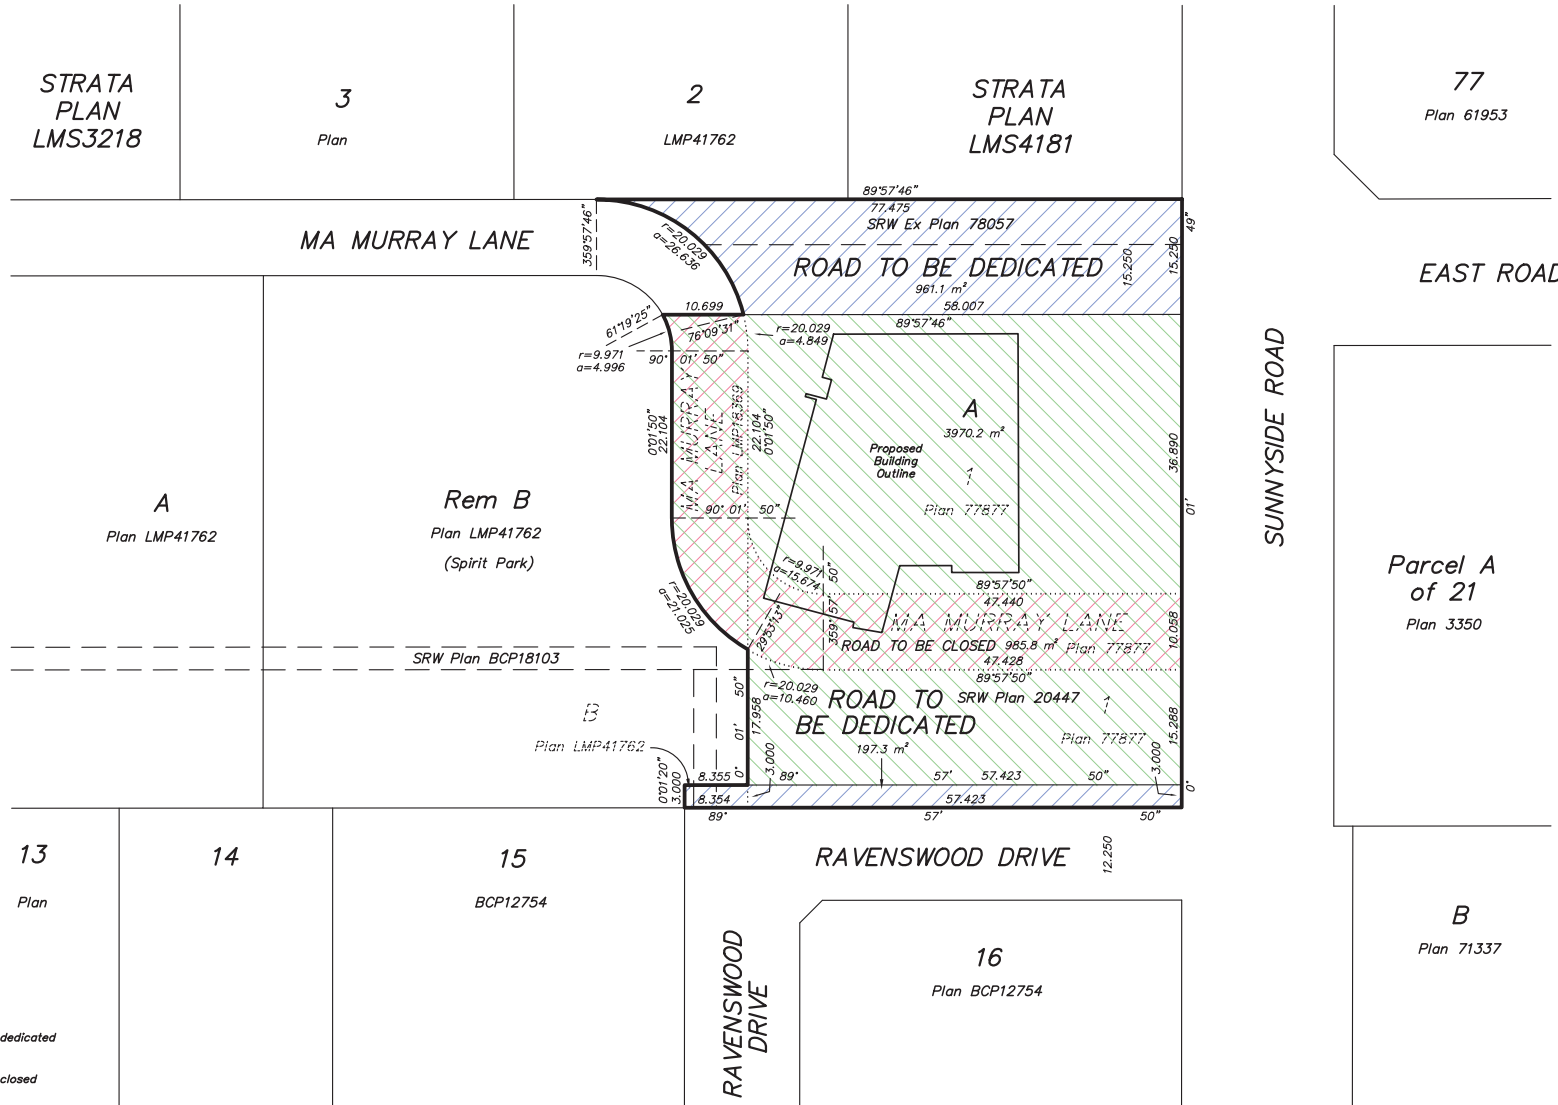 STRATA
PLAN
LMS3218
3
Plan
2
LMP41762
STRATA
PLAN
LMS4181
77
Plan 61953
89°57'46"
77.475
SRW Ex Plan 78057
49"
359°57'46"
MA MURRAY LANE
r=20.029
a=26.636
ROAD TO BE DEDICATED
961.1 m²
15.250
15.250
EAST ROAD
10.699
58.007
89°57'46"
61°19'25"
76°09'31"
r=20.029
a=4.849
r=9.971
a=4.996
90° 01' 50"
0°01'50"
22.104
MA MURRAY
LANE
Plan LMP18369
22.104
0°01'50"
A
3970.2 m²
Proposed
Building
Outline
1
Plan 77877
36.890
01'
SUNNYSIDE ROAD
A
Plan LMP41762
Rem B
Plan LMP41762
(Spirit Park)
90° 01' 50"
r=9.971
a=15.674
359° 57' 50"
89°57'50"
47.440
MA MURRAY LANE
ROAD TO BE CLOSED 985.8 m²
Plan 77877
47.428
89°57'50"
10.058
r=20.029
a=21.025
29°53'13"
Parcel A
of 21
Plan 3350
SRW Plan BCP18103
r=20.029
a=10.460
ROAD TO
BE DEDICATED
197.3 m²
SRW Plan 20447
1
Plan 77877
15.288
B
Plan LMP41762
0° 01' 50"
17.958
3.000
3.000
0°01'20"
3.000
8.355
89° 57' 57.423 50"
0°
8.354
57.423
89° 57' 50"
13
Plan
14
15
BCP12754
RAVENSWOOD DRIVE
12.250
RAVENSWOOD
DRIVE
16
Plan BCP12754
B
Plan 71337
dedicated
closed